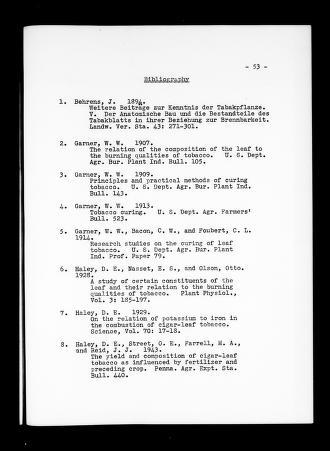 - 53 -
Bibliography
1. Behrens, J. 1894.
Weitere Beiträge zur Kenntnis der Tabakpflanze.
V. Der Anatomische Bau und die Bestandteile des
Tabakblatts in ihrer Beziehung zur Brennbarkeit.
Landw. Ver. Sta. 43: 271-301.
2. Garner, W. W. 1907.
The relation of the composition of the leaf to
the burning qualities of tobacco. U. S. Dept.
Agr. Bur. Plant Ind. Bull. 105.
3. Garner, W. W. 1909.
Principles and practical methods of curing
tobacco. U. S. Dept. Agr. Bur. Plant Ind.
Bull. 143.
4. Garner, W. W. 1913.
Tobacco curing. U. S. Dept. Agr. Farmers'
Bull. 523.
5. Garner, W. W., Bacon, C. W., and Foubert, C. L.
1914.
Research studies on the curing of leaf
tobacco. U. S. Dept. Agr. Bur. Plant
Ind. Prof. Paper 79.
6. Haley, D. E., Nasset, E. S., and Olson, Otto.
1928.
A study of certain constituents of the
leaf and their relation to the burning
qualities of tobacco. Plant Physiol.,
Vol. 3: 185-197.
7. Haley, D. E. 1929.
On the relation of potassium to iron in
the combustion of cigar-leaf tobacco.
Science, Vol. 70: 17-18.
8. Haley, D. E., Street, O. E., Farrell, M. A.,
and Reid, J. J. 1943.
The yield and composition of cigar-leaf
tobacco as influenced by fertilizer and
preceding crop. Penna. Agr. Expt. Sta.
Bull. 440.